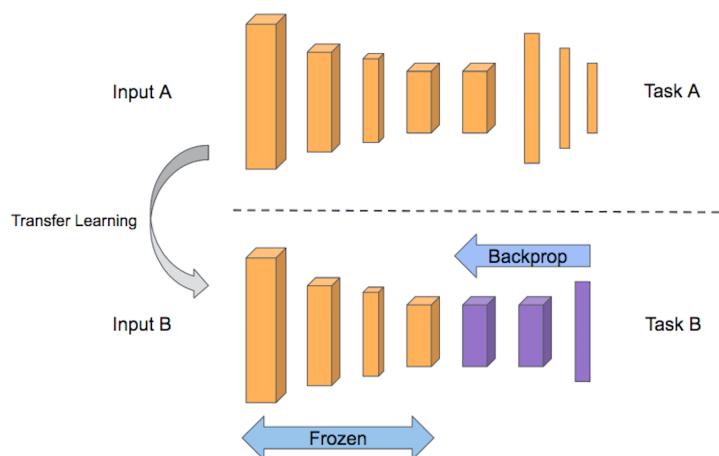 Input A
Task A
Transfer Learning
Backprop
Input B
Task B
Frozen